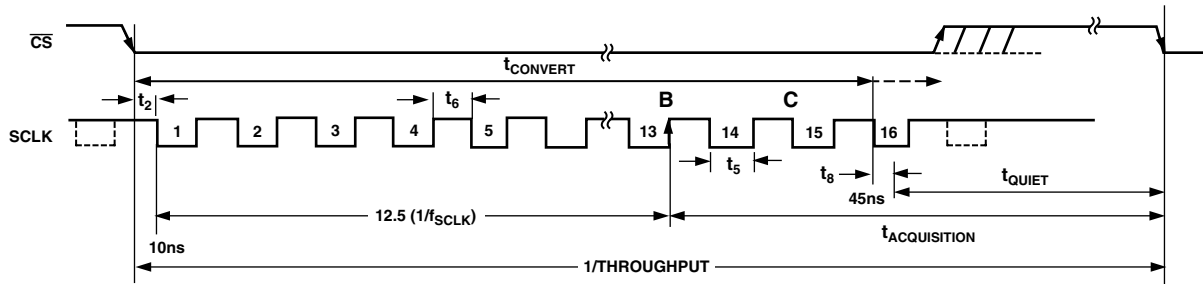 CS
tCONVERT
t2
t6
B
C
SCLK
1
2
3
4
5
13
14
15
16
t5
t8
tQUIET
45ns
12.5 (1/fSCLK)
tACQUISITION
10ns
1/THROUGHPUT